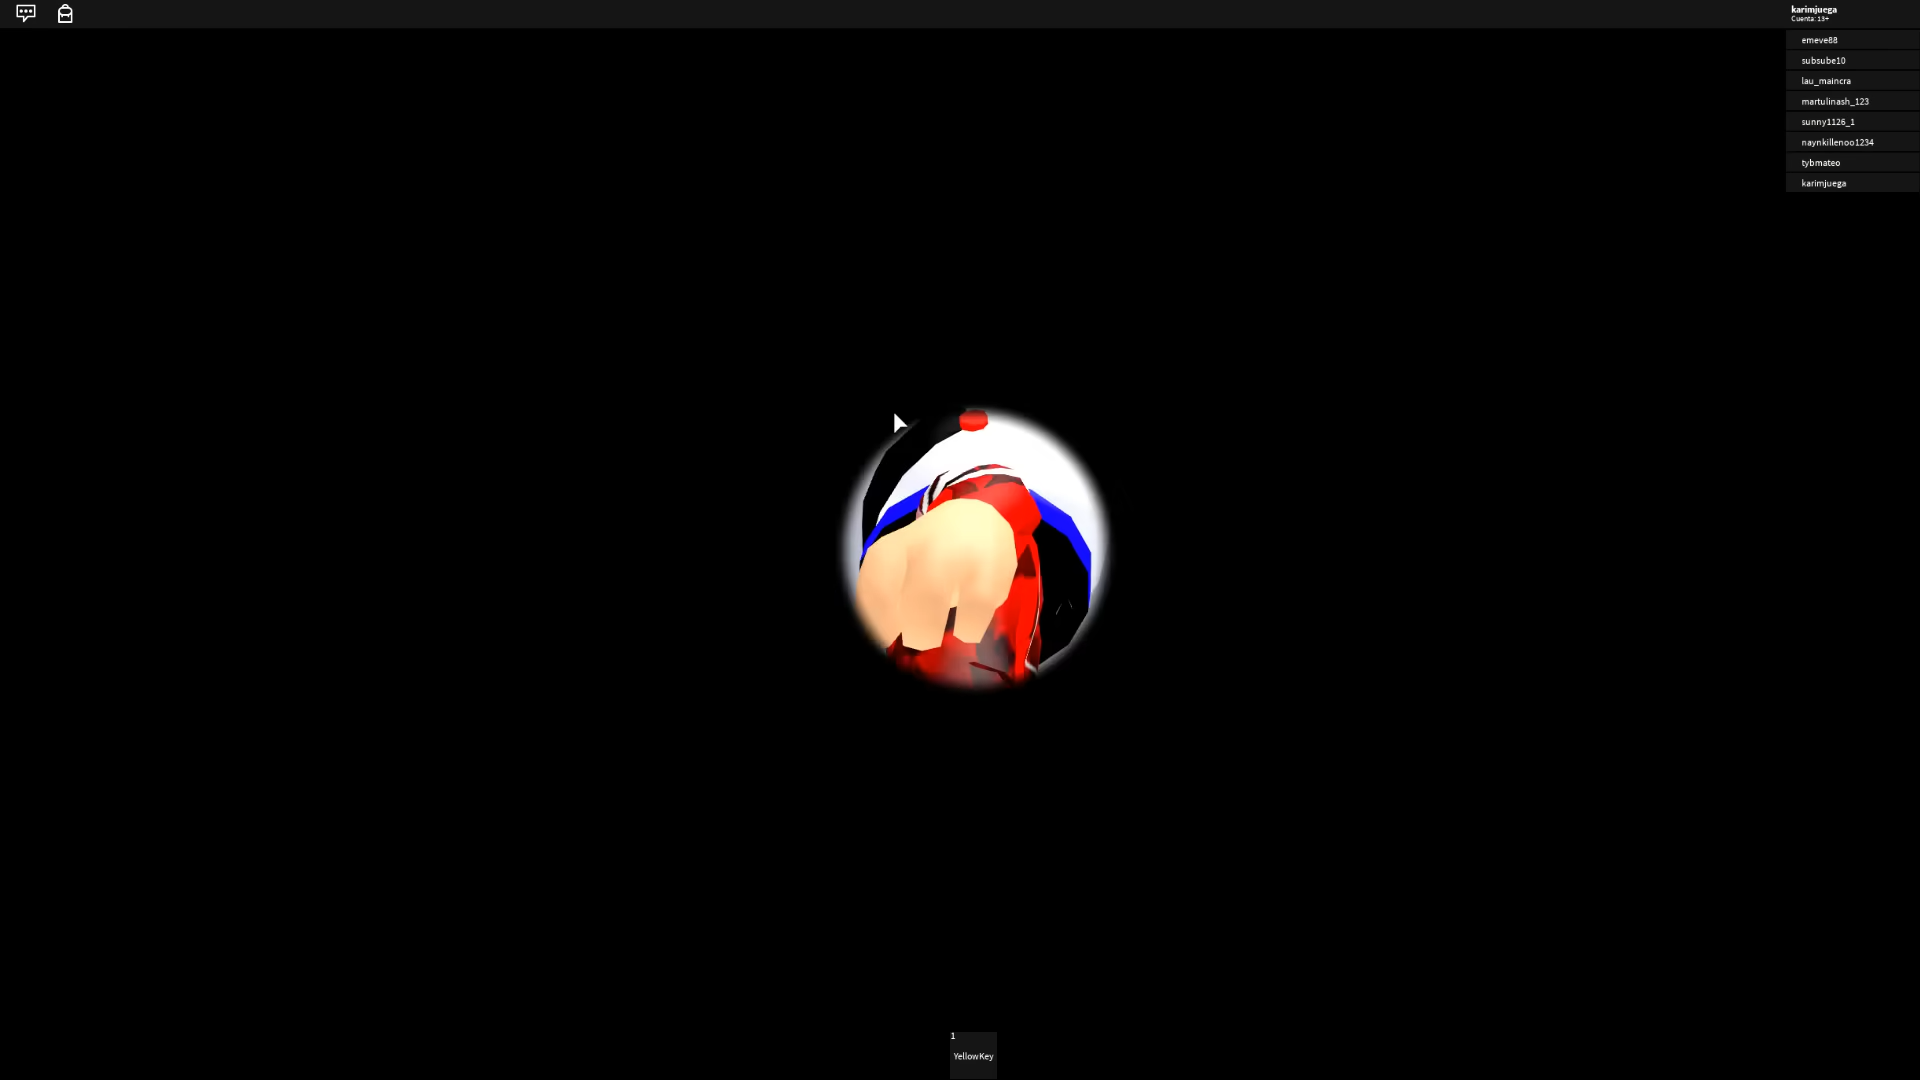 karimjuega
Cuenta: 13+
emeve88
subsube10
lau_maincra
martulinash_123
sunny1126_1
naynkillenoo1234
tybmateo
karimjuega
1
YellowKey